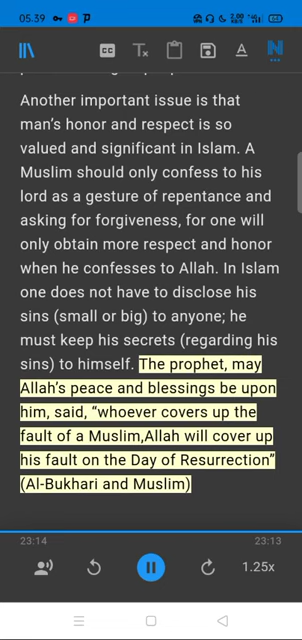 05.39
Another important issue is that
man's honor and respect is so
valued and significant in Islam. A
Muslim should only confess to his
lord as a gesture of repentance and
asking for forgiveness, for one will
only obtain more respect and honor
when he confesses to Allah. In Islam
one does not have to disclose his
sins (small or big) to anyone; he
must keep his secrets (regarding his
sins) to himself. The prophet, may
Allah's peace and blessings be upon
him, said, “whoever covers up the
fault of a Muslim,Allah will cover up
his fault on the Day of Resurrection”
(Al-Bukhari and Muslim)
23:14 23:13
1.25x